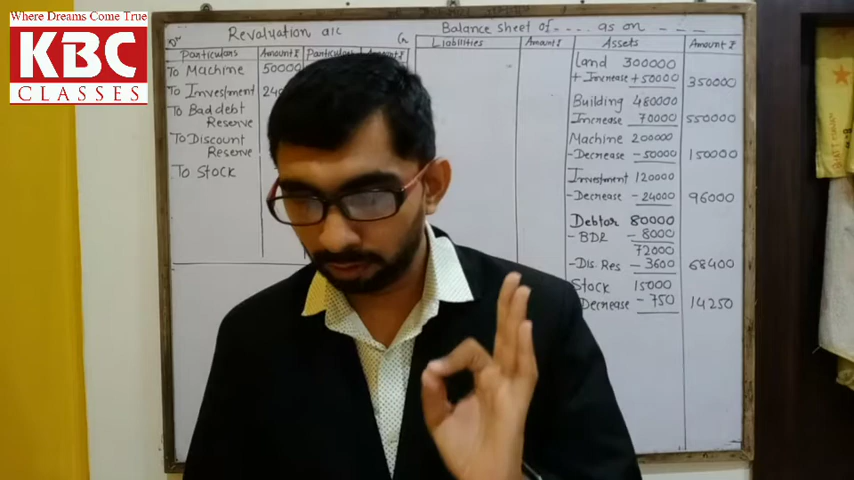 Where Dreams Come True
KBC
CLASSES
Revaluation a/c
Dr
Cr
Particulars Amount ₹ Particulars Amount ₹
To Machine 50000
To Investment
To Bad debt
Reserve
To Discount
Reserve
To Stock
Balance sheet of - - - - as on - - - -
Liabilities Amount ₹ Assets Amount ₹
Land 300000
+ Increase +50000 350000
Building 480000
Increase 70000 550000
Machine 200000
- Decrease - 50000 150000
Investment 120000
- Decrease - 24000 96000
Debtor 80000
- BDR - 8000
72000
- Dis. Res - 3600 68400
Stock 15000
Decrease - 750 14250